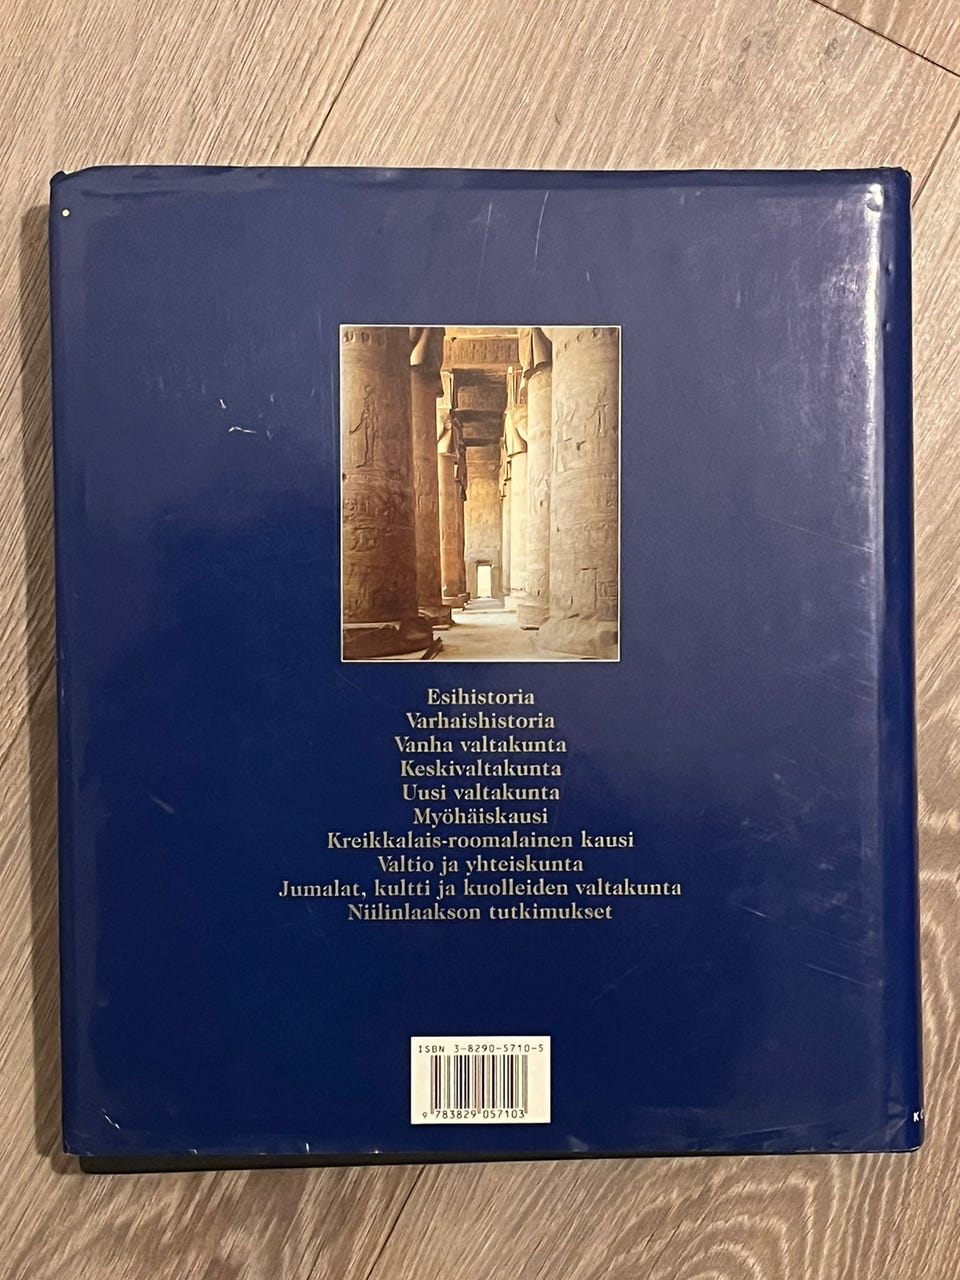 Esihistoria
Varhaishistoria
Vanha valtakunta
Keskivaltakunta
Uusi valtakunta
Myöhäiskausi
Kreikkalais-roomalainen kausi
Valtio ja yhteiskunta
Jumalat, kultti ja kuolleiden valtakunta
Niilinlaakson tutkimukset
ISBN 3-8290-5710-5
9 783829 057103